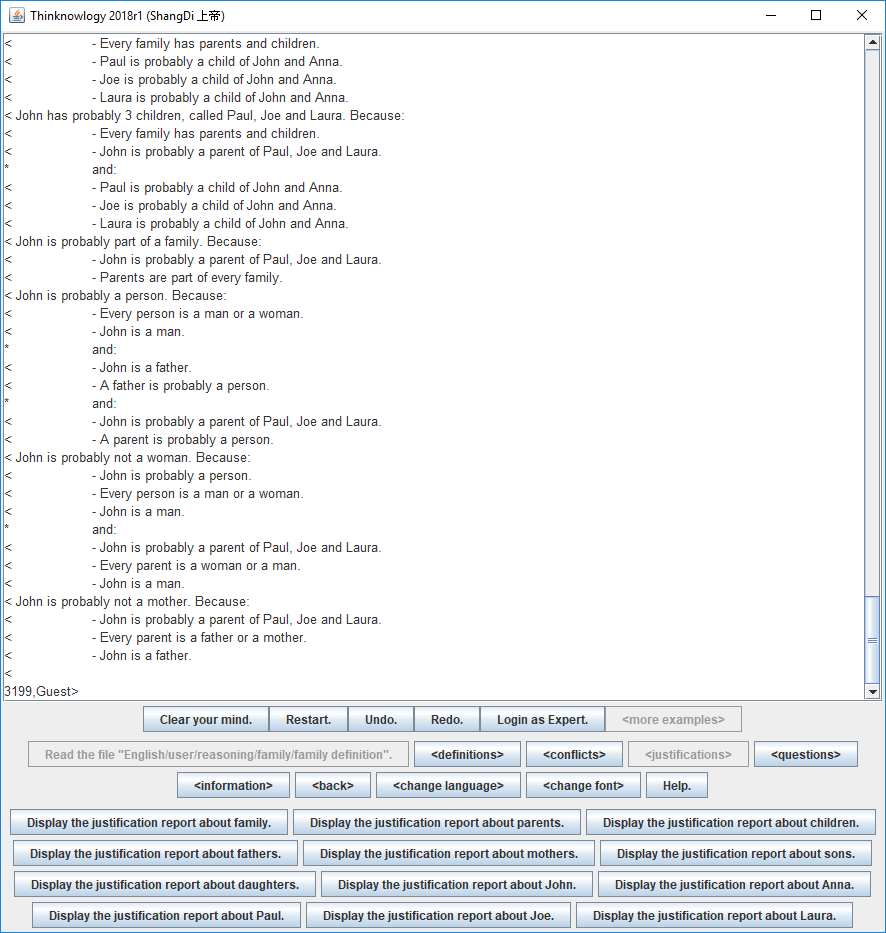 Thinknowlogy 2018r1 (ShangDi 上帝)
< - Every family has parents and children.
< - Paul is probably a child of John and Anna.
< - Joe is probably a child of John and Anna.
< - Laura is probably a child of John and Anna.
< John has probably 3 children, called Paul, Joe and Laura. Because:
< - Every family has parents and children.
< - John is probably a parent of Paul, Joe and Laura.
* and:
< - Paul is probably a child of John and Anna.
< - Joe is probably a child of John and Anna.
< - Laura is probably a child of John and Anna.
< John is probably part of a family. Because:
< - John is probably a parent of Paul, Joe and Laura.
< - Parents are part of every family.
< John is probably a person. Because:
< - Every person is a man or a woman.
< - John is a man.
* and:
< - John is a father.
< - A father is probably a person.
* and:
< - John is probably a parent of Paul, Joe and Laura.
< - A parent is probably a person.
< John is probably not a woman. Because:
< - John is probably a person.
< - Every person is a man or a woman.
< - John is a man.
* and:
< - John is probably a parent of Paul, Joe and Laura.
< - Every parent is a woman or a man.
< - John is a man.
< John is probably not a mother. Because:
< - John is probably a parent of Paul, Joe and Laura.
< - Every parent is a father or a mother.
< - John is a father.
<
3199,Guest>
Clear your mind. Restart. Undo. Redo. Login as Expert. <more examples>
Read the file "English/user/reasoning/family/family definition". <definitions> <conflicts> <justifications> <questions>
<information> <back> <change language> <change font> Help.
Display the justification report about family. Display the justification report about parents. Display the justification report about children.
Display the justification report about fathers. Display the justification report about mothers. Display the justification report about sons.
Display the justification report about daughters. Display the justification report about John. Display the justification report about Anna.
Display the justification report about Paul. Display the justification report about Joe. Display the justification report about Laura.